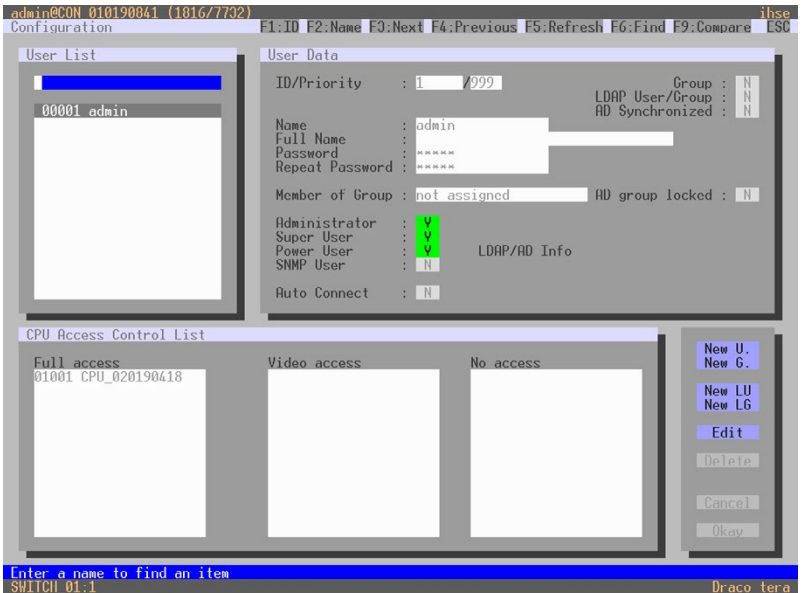 admin@CON 010190841 (1816/7732) ihse
Configuration F1:ID F2:Name F3:Next F4:Previous F5:Refresh F6:Find F9:Compare ESC
User List
00001 admin
User Data
ID/Priority : 1 /999 Group : N
LDAP User/Group : N
AD Synchronized : N
Name : admin
Full Name :
Password : *****
Repeat Password : *****
Member of Group : not assigned AD group locked : N
Administrator : Y
Super User : Y
Power User : Y LDAP/AD Info
SNMP User : N
Auto Connect : N
CPU Access Control List
Full access Video access No access
01001 CPU_020190418
New U.
New G.
New LU
New LG
Edit
Delete
Cancel
Okay
Enter a name to find an item
SWITCH 01:1 Draco tera